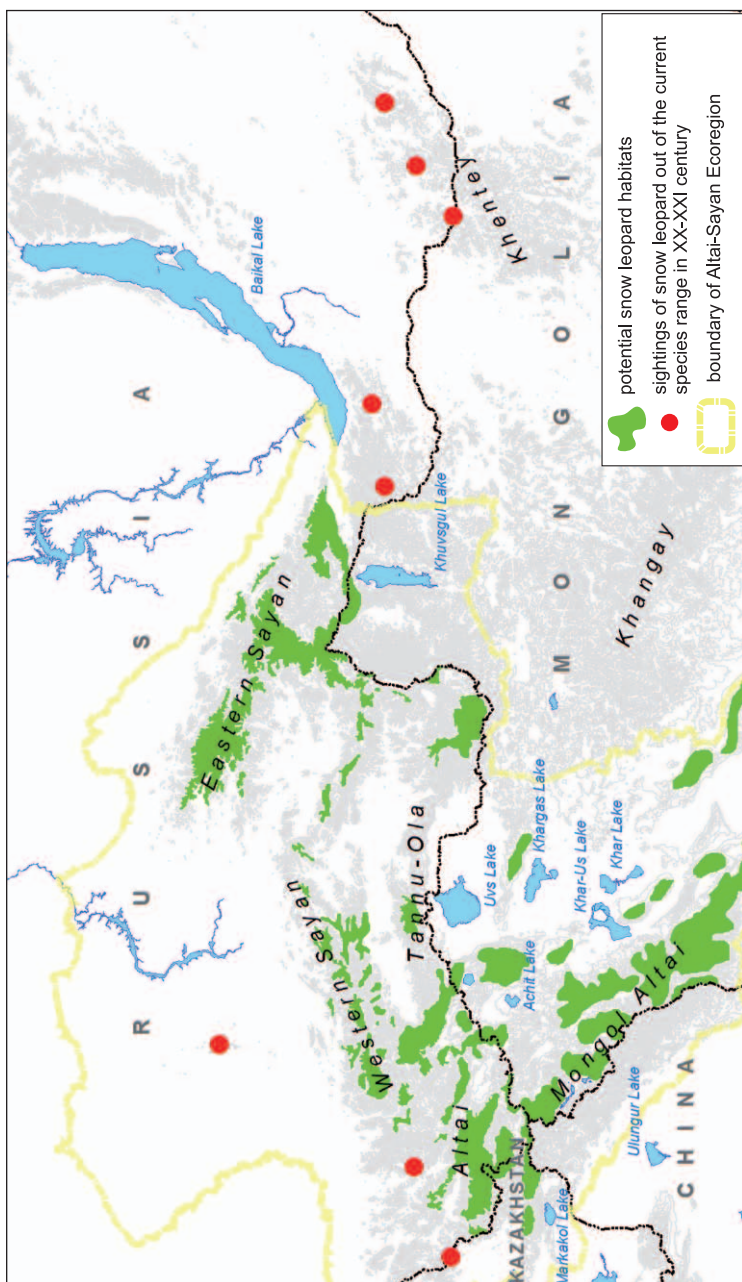 R U S S I A
Baikal Lake
Eastern Sayan
Western Sayan
Tannu-Ola
Altai
Khuvsgul Lake
Khentey
M O N G O L I A
Khangay
Uvs Lake
Khargas Lake
Khar-Us Lake
Khar Lake
Achit Lake
Mongol Altai
KAZAKHSTAN
Markakol Lake
Ulungur Lake
C H I N A
potential snow leopard habitats
sightings of snow leopard out of the current
species range in XX-XXI century
boundary of Altai-Sayan Ecoregion